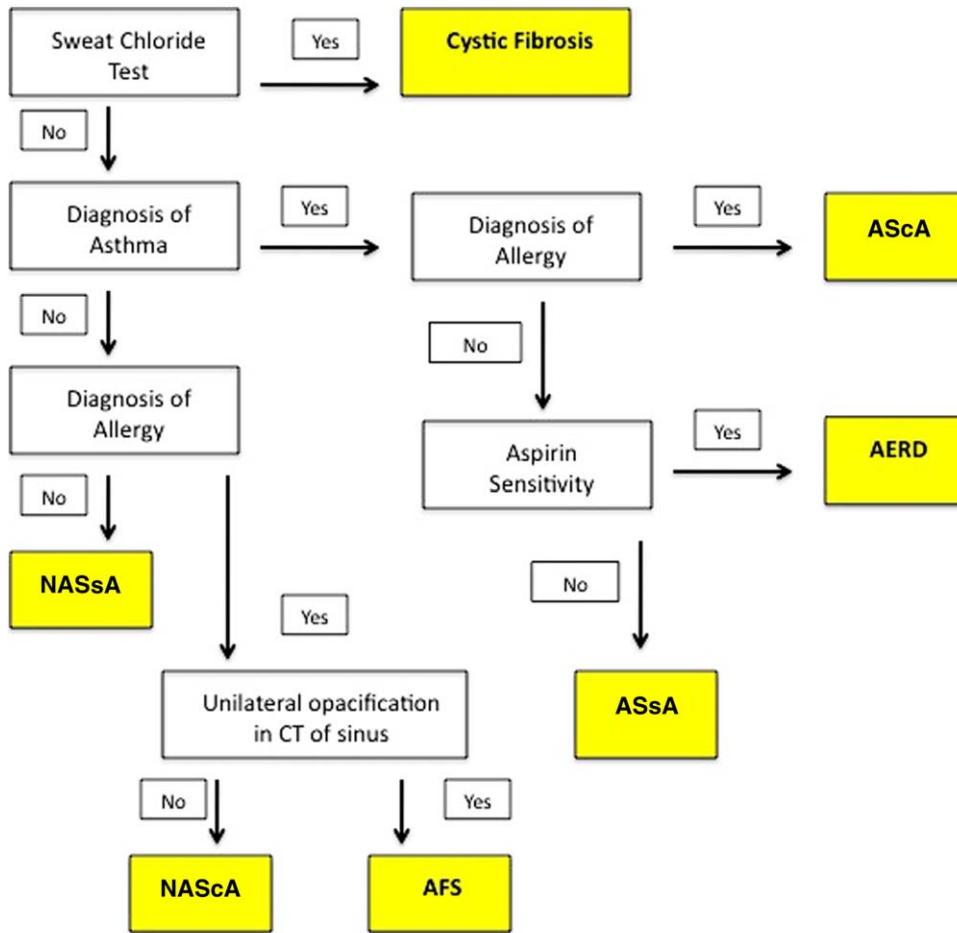 Sweat Chloride
Test
Yes
Cystic Fibrosis
No
Diagnosis of
Asthma
Yes
Diagnosis of
Allergy
Yes
AScA
No
No
Diagnosis of
Allergy
Aspirin
Sensitivity
Yes
AERD
No
NASsA
No
Yes
Unilateral opacification
in CT of sinus
ASsA
No
Yes
NAScA
AFS